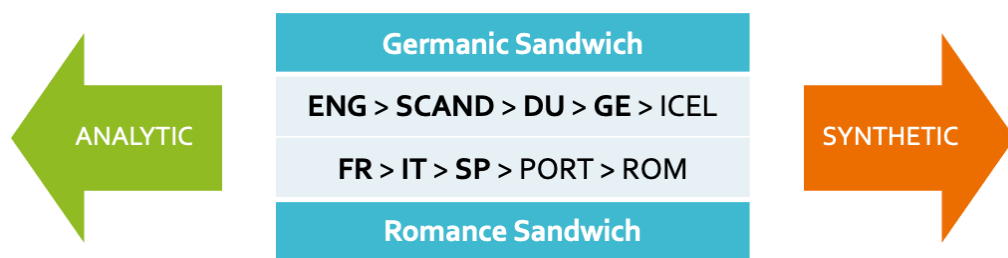 Germanic Sandwich
ANALYTIC
ENG > SCAND > DU > GE > ICEL
FR > IT > SP > PORT > ROM
SYNTHETIC
Romance Sandwich